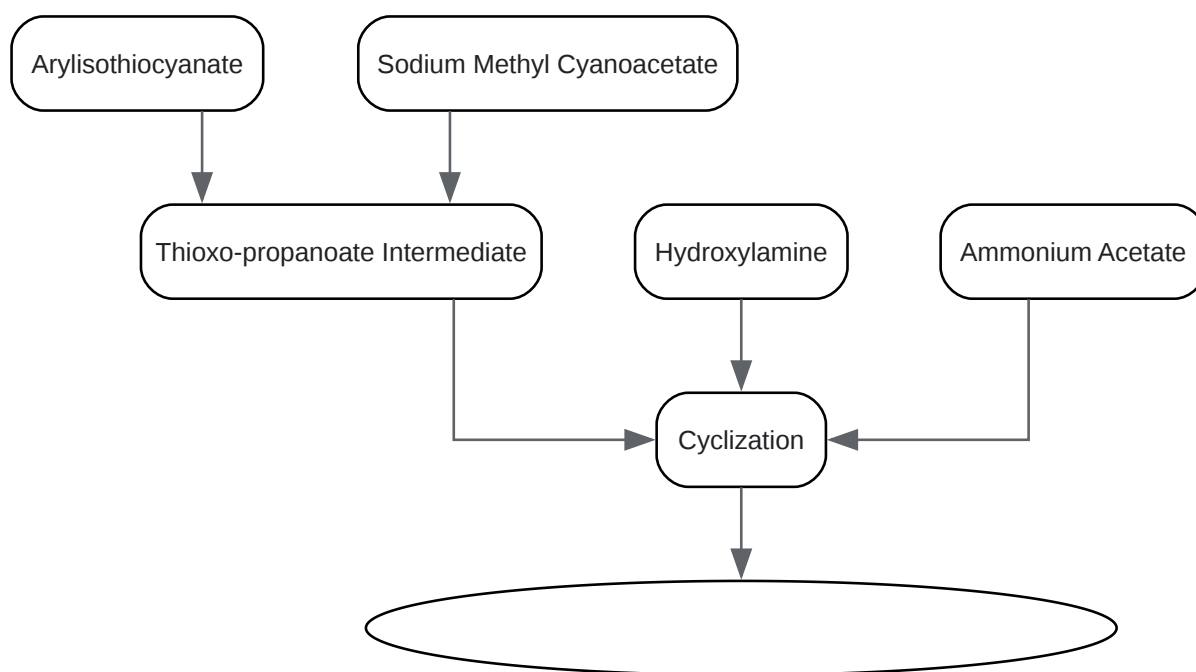 Arylisothiocyanate
Sodium Methyl Cyanoacetate
Thioxo-propanoate Intermediate
Hydroxylamine
Ammonium Acetate
Cyclization